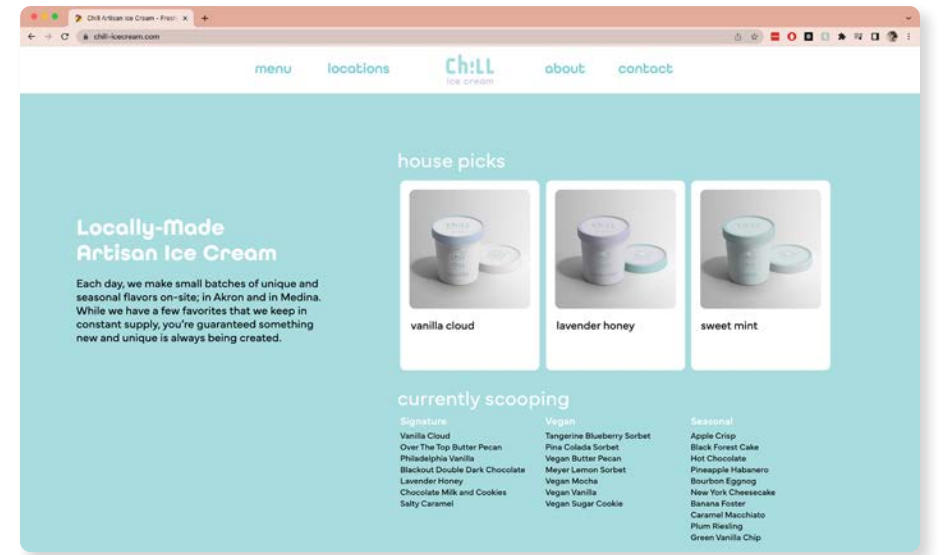 Chill Artisan Ice Cream - Fresh
chill-icecream.com
menu
locations
Ch:LL
ice cream
about
contact
Locally-Made
Artisan Ice Cream
Each day, we make small batches of unique and
seasonal flavors on-site; in Akron and in Medina.
While we have a few favorites that we keep in
constant supply, you're guaranteed something
new and unique is always being created.
house picks
vanilla cloud
lavender honey
sweet mint
currently scooping
Signature
Vanilla Cloud
Over The Top Butter Pecan
Philadelphia Vanilla
Blackout Double Dark Chocolate
Lavender Honey
Chocolate Milk and Cookies
Salty Caramel
Vegan
Tangerine Blueberry Sorbet
Pina Colada Sorbet
Vegan Butter Pecan
Meyer Lemon Sorbet
Vegan Mocha
Vegan Vanilla
Vegan Sugar Cookie
Seasonal
Apple Crisp
Black Forest Cake
Hot Chocolate
Pineapple Habanero
Bourbon Eggnog
New York Cheesecake
Banana Foster
Caramel Macchiato
Plum Riesling
Green Vanilla Chip